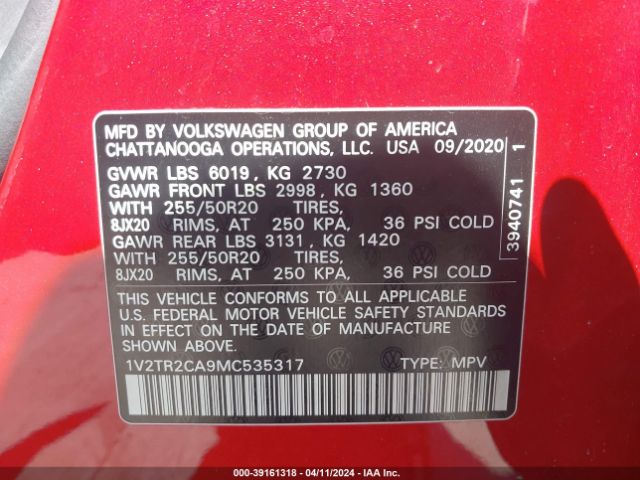 MFD BY VOLKSWAGEN GROUP OF AMERICA
CHATTANOOGA OPERATIONS, LLC. USA 09/2020
GVWR LBS 6019, KG 2730
GAWR FRONT LBS 2998, KG 1360
WITH 255/50R20 TIRES,
8JX20 RIMS, AT 250 KPA, 36 PSI COLD
GAWR REAR LBS 3131, KG 1420
WITH 255/50R20 TIRES,
8JX20 RIMS, AT 250 KPA, 36 PSI COLD
THIS VEHICLE CONFORMS TO ALL APPLICABLE
U.S. FEDERAL MOTOR VEHICLE SAFETY STANDARDS
IN EFFECT ON THE DATE OF MANUFACTURE
SHOWN ABOVE.
1V2TR2CA9MC535317 TYPE: MPV
3940741 1
000-39161318 - 04/11/2024 - IAA Inc.